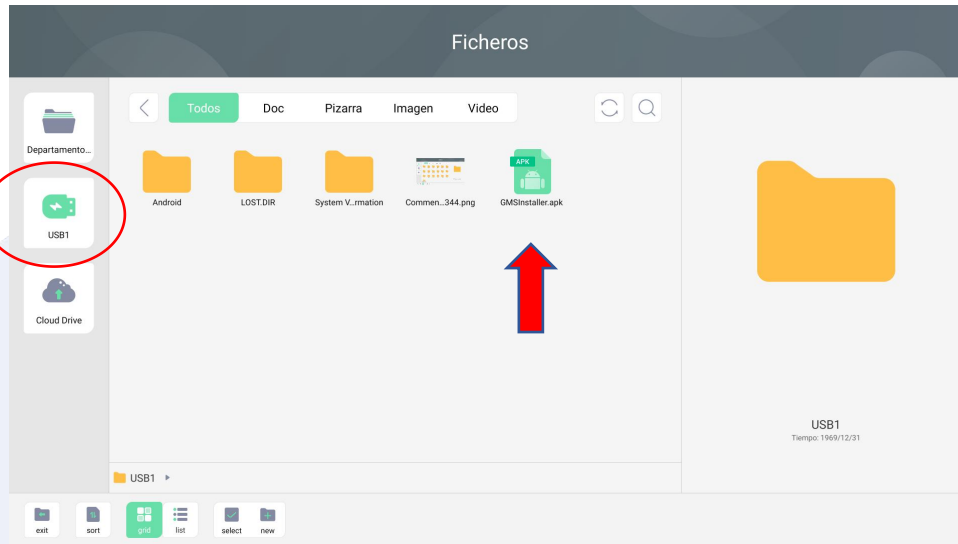 Ficheros
Departamento...
USB1
Cloud Drive
Todos Doc Pizarra Imagen Video
APK
Android LOST.DIR System V...rmation Commen...344.png GMSInstaller.apk
USB1
Tiempo: 1969/12/31
USB1
exit sort grid list select new